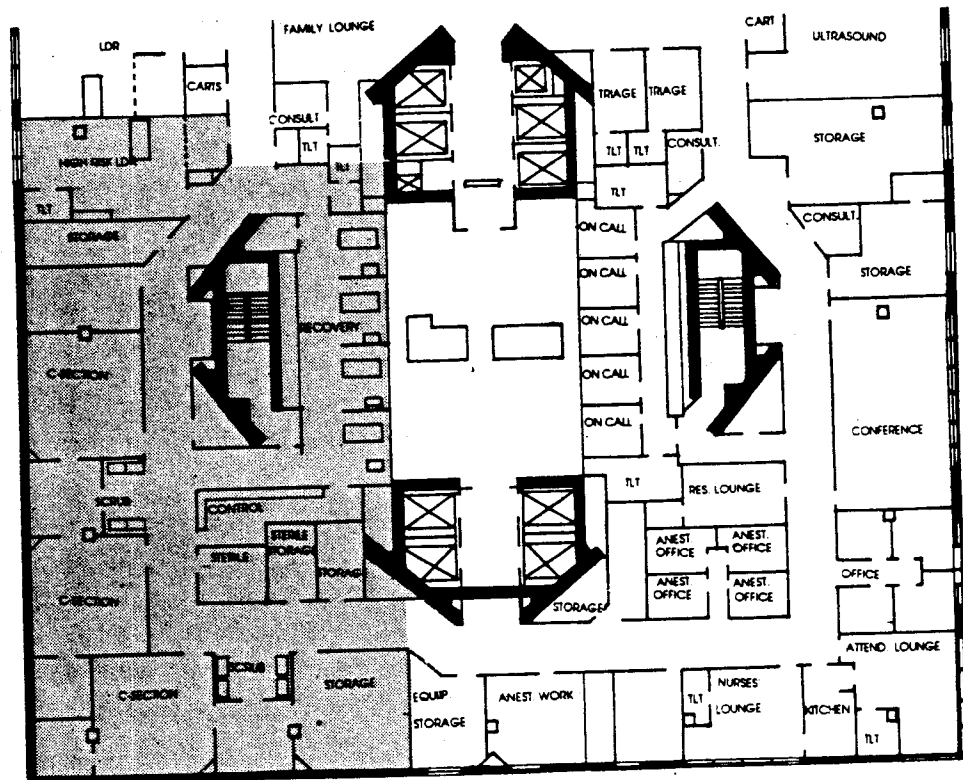 LDR
FAMILY LOUNGE
CART
ULTRASOUND
CARTS
TRIAGE
TRIAGE
CONSULT
TLT
TLT
TLT
TLT
CONSULT.
STORAGE
HIGH RISK LDR
TLT
TLT
STORAGE
ON CALL
CONSULT.
ON CALL
STORAGE
RECOVERY
ON CALL
C-SECTION
ON CALL
ON CALL
CONFERENCE
SCRUB
TLT
RES. LOUNGE
CONTROL
STERILE
STORAGE
STERILE
STORAG
ANEST.
OFFICE
ANEST.
OFFICE
ANEST.
OFFICE
ANEST.
OFFICE
OFFICE
C-SECTION
STORAGE
ATTEND. LOUNGE
SCRUB
C-SECTION
STORAGE
EQUIP.
STORAGE
ANEST. WORK
TLT
NURSES
LOUNGE
KITCHEN
TLT